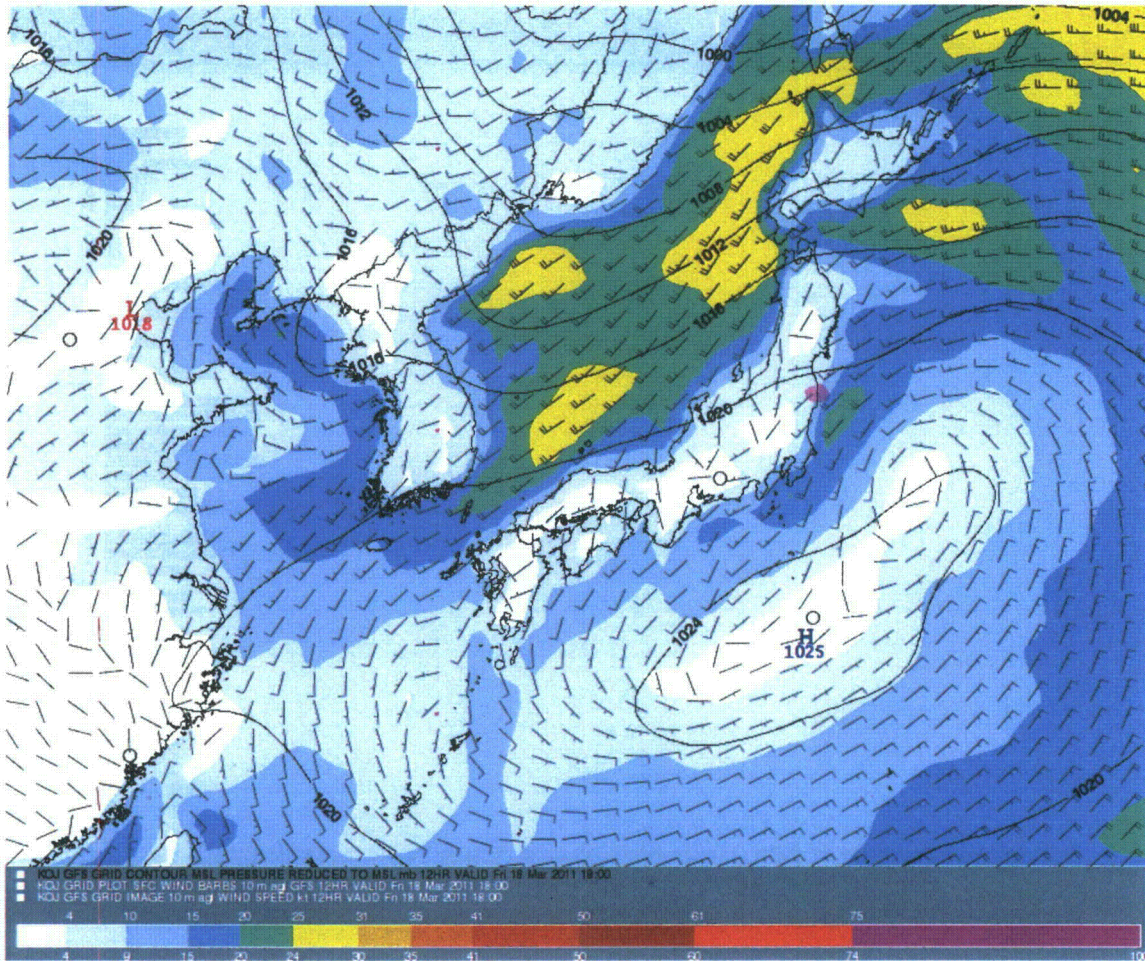 1004
1016
1000
1012
1004
1008
1016
1020
1012
L
1018
1016
1016
1020
1024
H
1025
1020
1020
KOJ GFS GRID CONTOUR MSL PRESSURE REDUCED TO MSL mb 12HR VALID Fri 18 Mar 2011 18:00
KOJ GRID PLOT SFC WIND BARBS 10 m agl GFS 12HR VALID Fri 18 Mar 2011 18:00
KOJ GFS GRID IMAGE 10 m agl WIND SPEED kt 12HR VALID Fri 18 Mar 2011 18:00
4 10 15 20 25 31 35 41 50 61 75
4 9 15 20 24 31 35 41 50 60 74